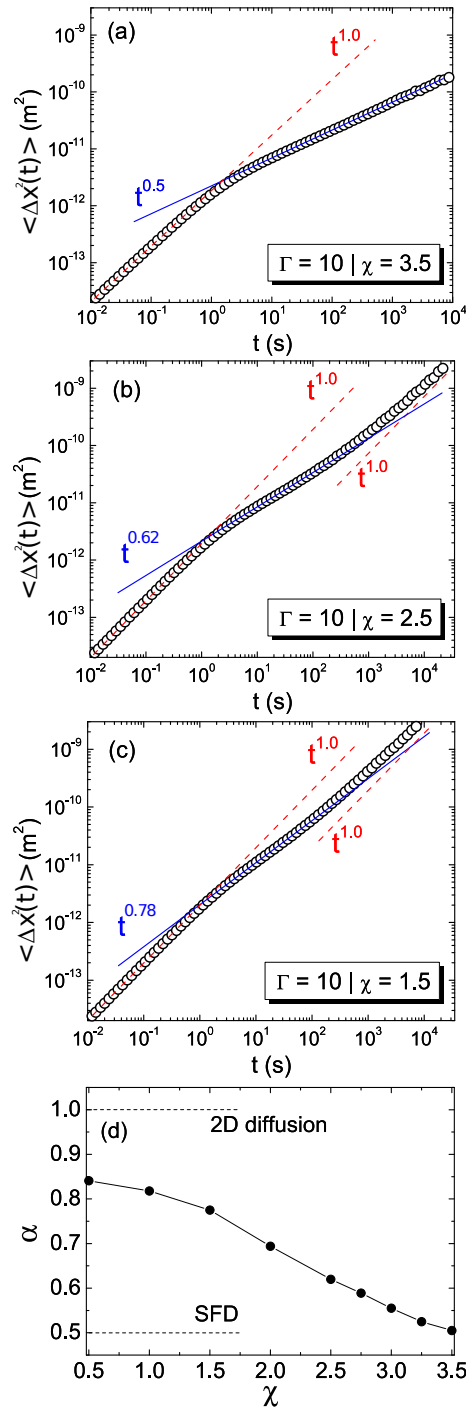 (a)
t^1.0
t^0.5
Γ = 10 | χ = 3.5
<Δx²(t)> (m²)
10^-9
10^-10
10^-11
10^-12
10^-13
10^-2 10^-1 10^0 10^1 10^2 10^3 10^4
t (s)
(b)
t^1.0
t^1.0
t^0.62
Γ = 10 | χ = 2.5
<Δx²(t)> (m²)
10^-9
10^-10
10^-11
10^-12
10^-13
10^-2 10^-1 10^0 10^1 10^2 10^3 10^4
t (s)
(c)
t^1.0
t^1.0
t^0.78
Γ = 10 | χ = 1.5
<Δx²(t)> (m²)
10^-9
10^-10
10^-11
10^-12
10^-13
10^-2 10^-1 10^0 10^1 10^2 10^3 10^4
t (s)
(d)
2D diffusion
SFD
α
1.0
0.9
0.8
0.7
0.6
0.5
0.5 1.0 1.5 2.0 2.5 3.0 3.5
χ